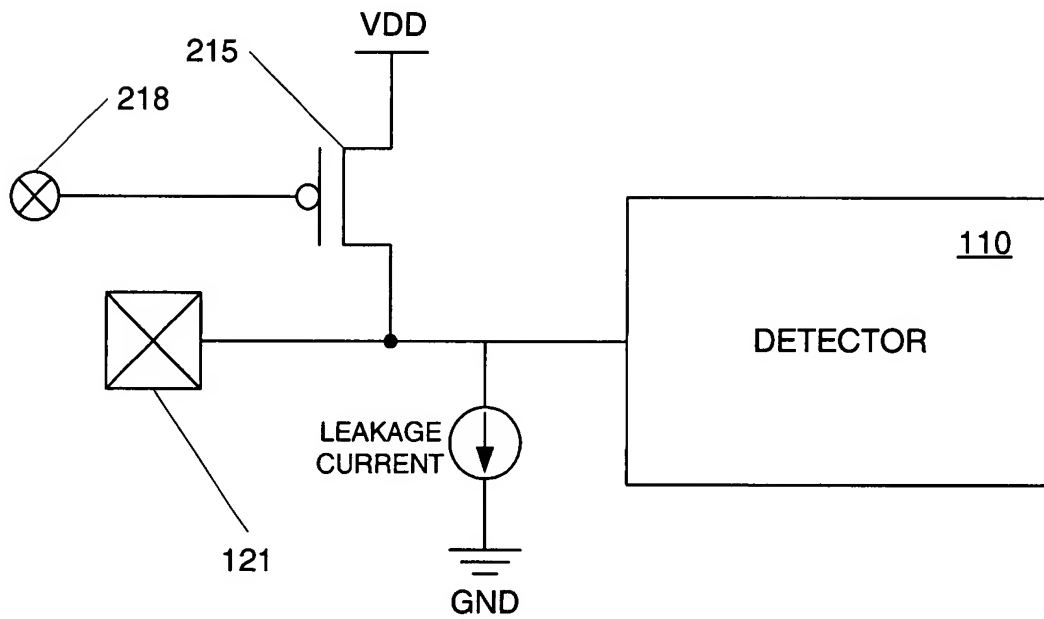 VDD
215
218
110
DETECTOR
LEAKAGE
CURRENT
121
GND